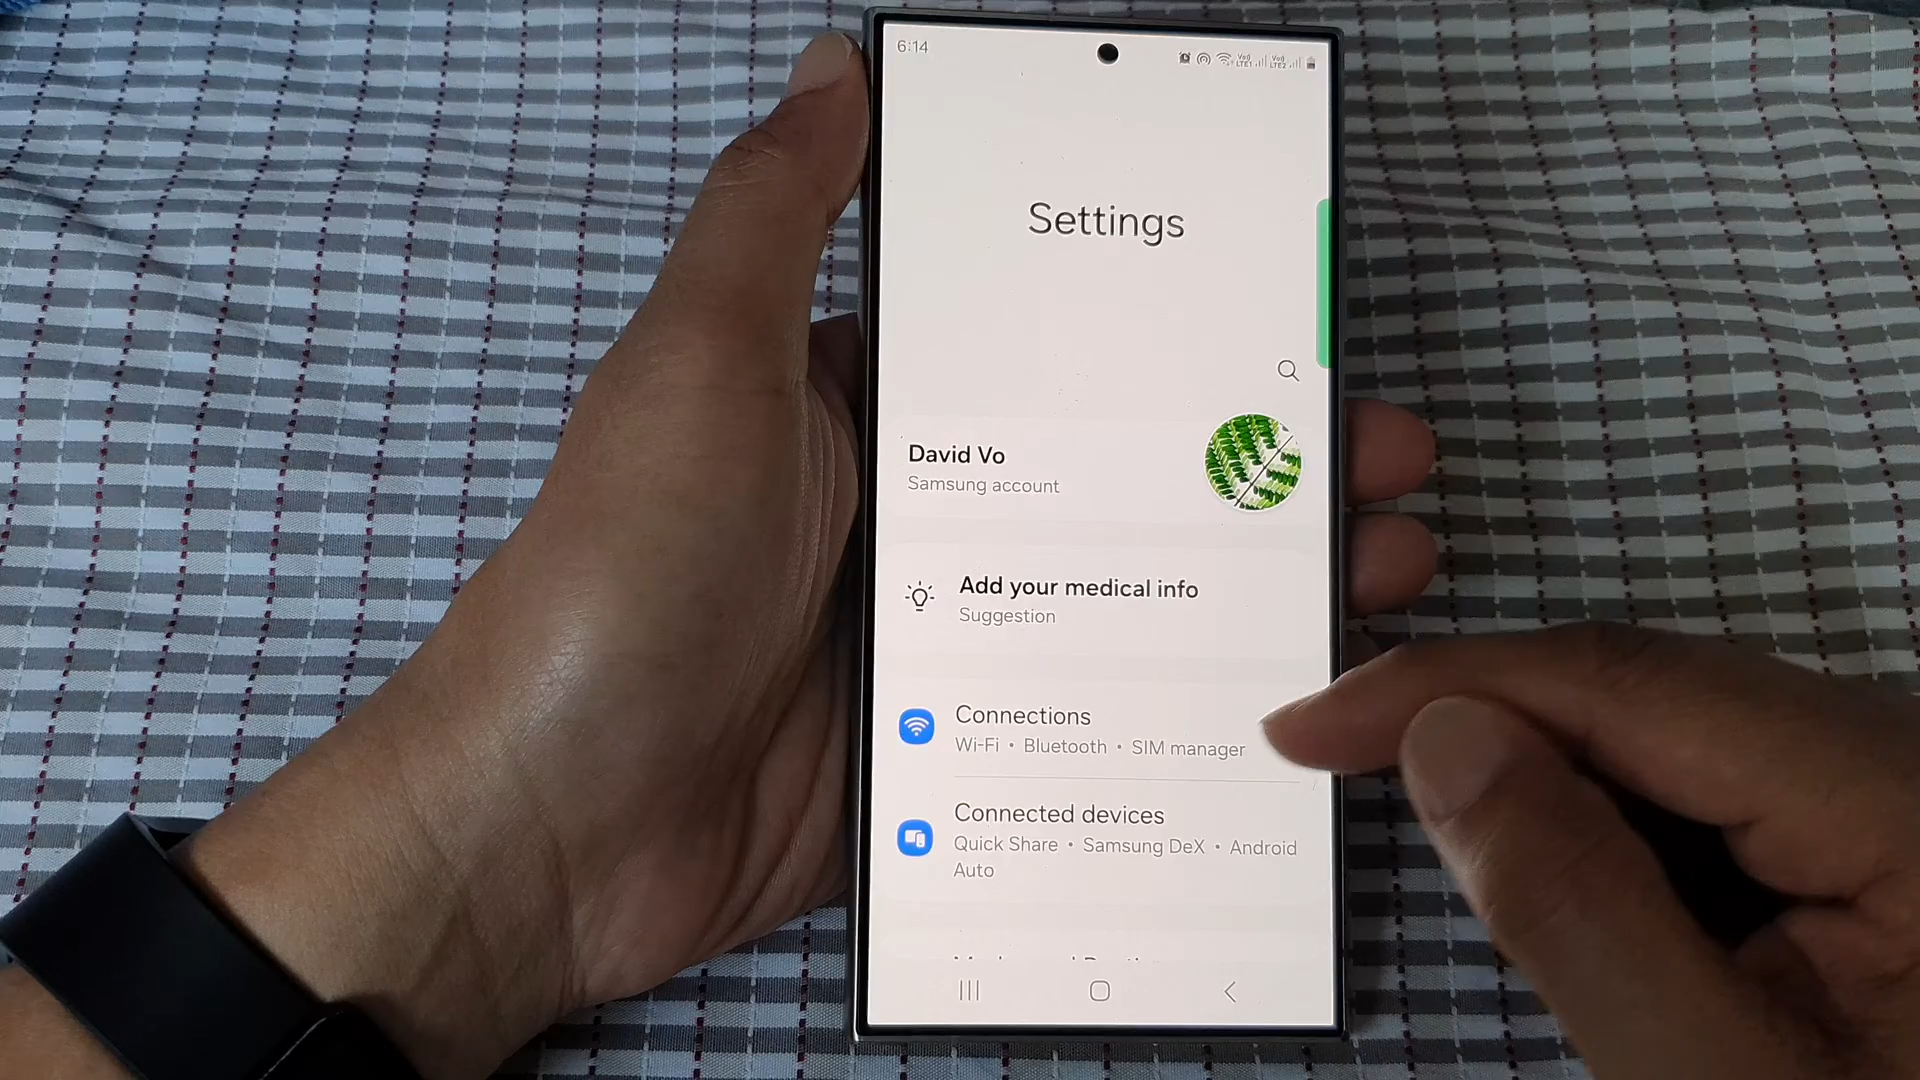 6:14
Settings
David Vo
Samsung account
Add your medical info
Suggestion
Connections
Wi-Fi • Bluetooth • SIM manager
Connected devices
Quick Share • Samsung DeX • Android
Auto